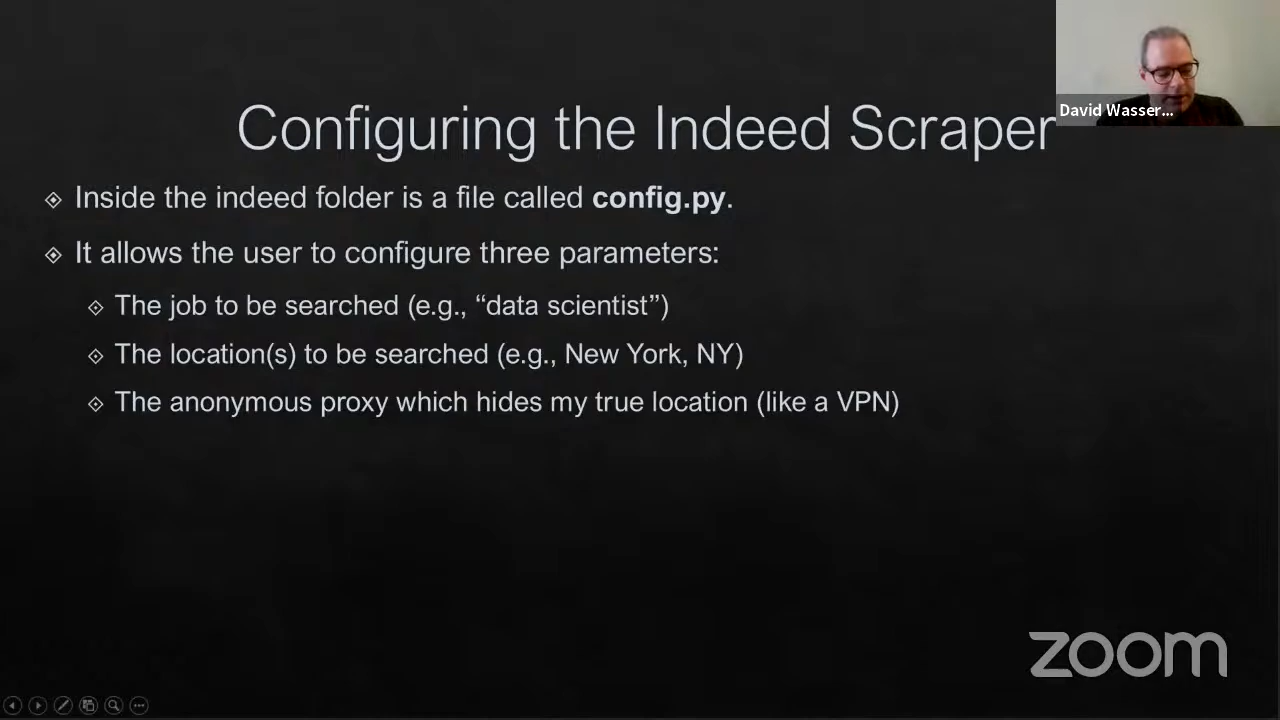 David Wasser...
Configuring the Indeed Scraper
Inside the indeed folder is a file called config.py.
It allows the user to configure three parameters:
The job to be searched (e.g., “data scientist”)
The location(s) to be searched (e.g., New York, NY)
The anonymous proxy which hides my true location (like a VPN)
zoom